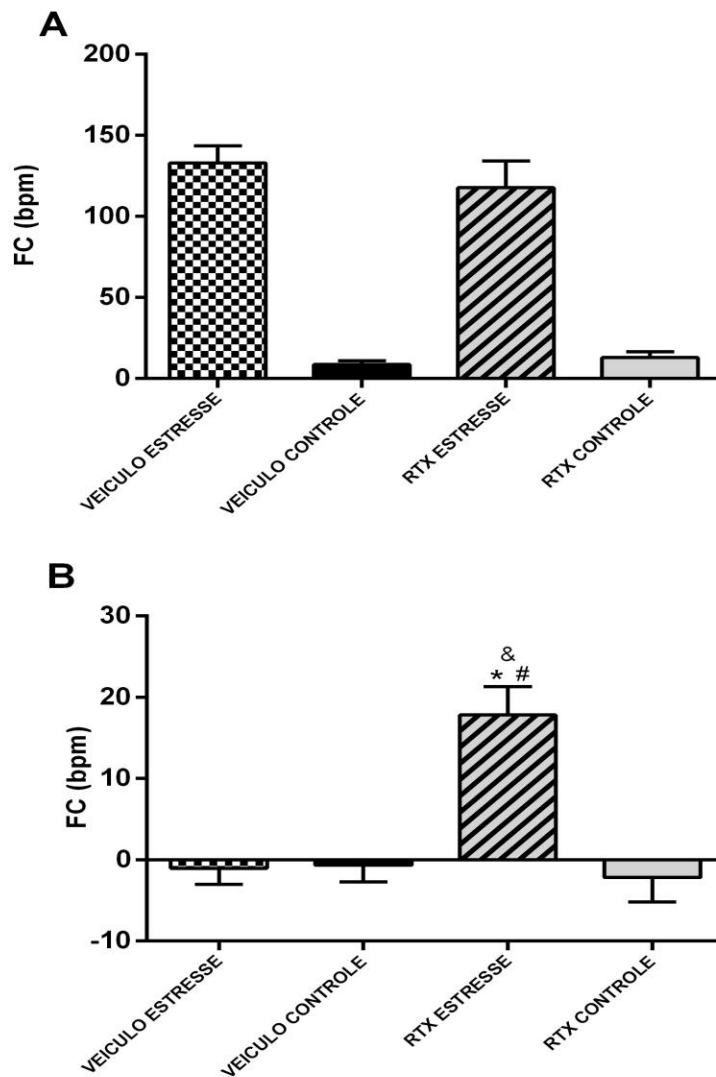 A
200
150
100
50
0
FC (bpm)
VEICULO ESTRESSE
VEICULO CONTROLE
RTX ESTRESSE
RTX CONTROLE
B
30
20
10
0
-10
FC (bpm)
&
* #
VEICULO ESTRESSE
VEICULO CONTROLE
RTX ESTRESSE
RTX CONTROLE